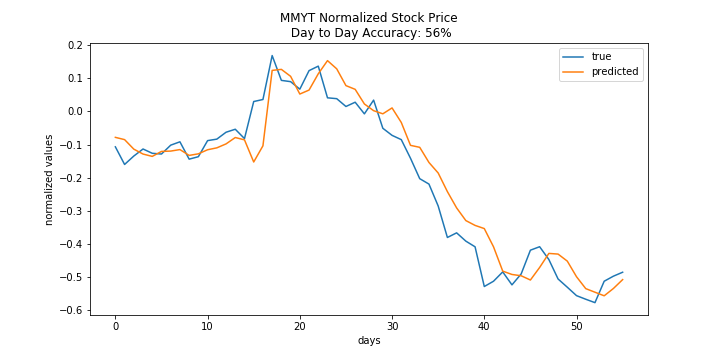 MMYT Normalized Stock Price
Day to Day Accuracy: 56%
true
predicted
normalized values
0.2
0.1
0.0
−0.1
−0.2
−0.3
−0.4
−0.5
−0.6
0 10 20 30 40 50
days